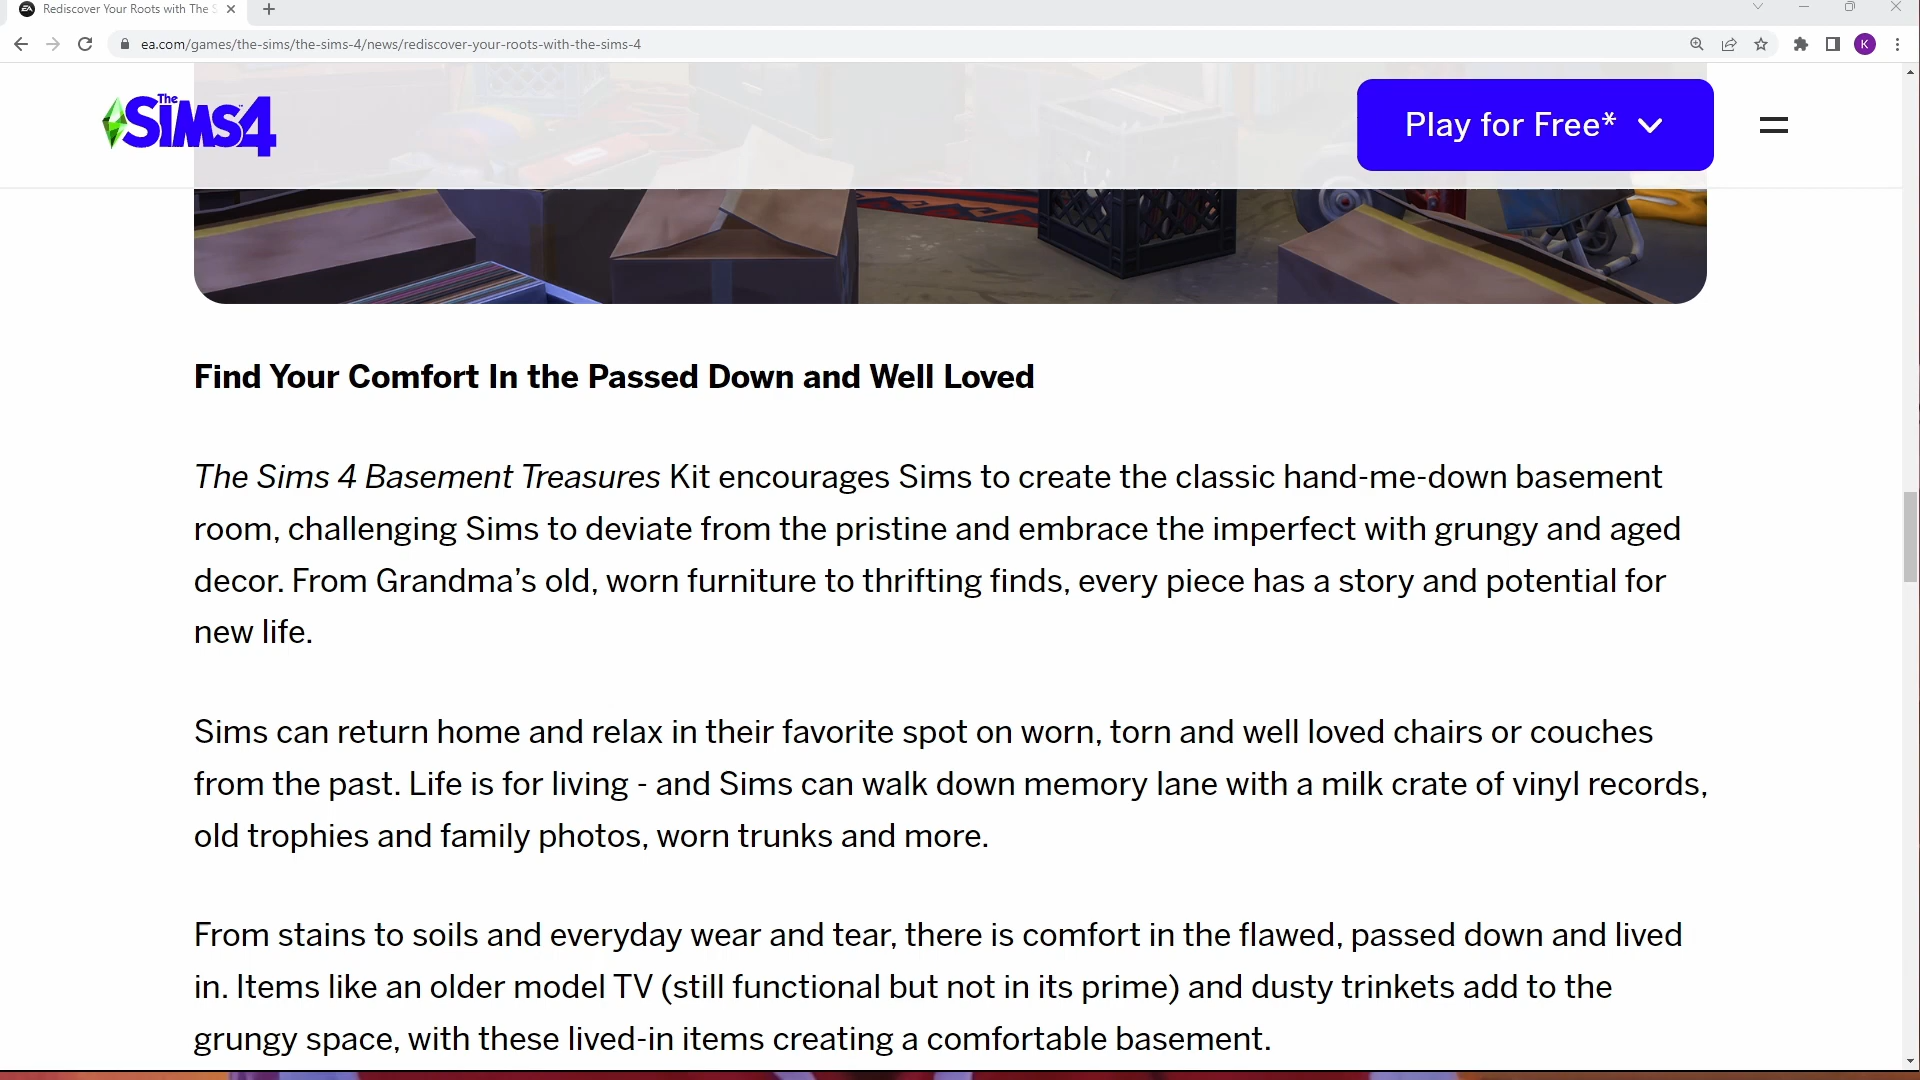 Rediscover Your Roots with The S
ea.com/games/the-sims/the-sims-4/news/rediscover-your-roots-with-the-sims-4
K
The Sims 4
Play for Free*
Find Your Comfort In the Passed Down and Well Loved
The Sims 4 Basement Treasures Kit encourages Sims to create the classic hand-me-down basement
room, challenging Sims to deviate from the pristine and embrace the imperfect with grungy and aged
decor. From Grandma’s old, worn furniture to thrifting finds, every piece has a story and potential for
new life.
Sims can return home and relax in their favorite spot on worn, torn and well loved chairs or couches
from the past. Life is for living - and Sims can walk down memory lane with a milk crate of vinyl records,
old trophies and family photos, worn trunks and more.
From stains to soils and everyday wear and tear, there is comfort in the flawed, passed down and lived
in. Items like an older model TV (still functional but not in its prime) and dusty trinkets add to the
grungy space, with these lived-in items creating a comfortable basement.